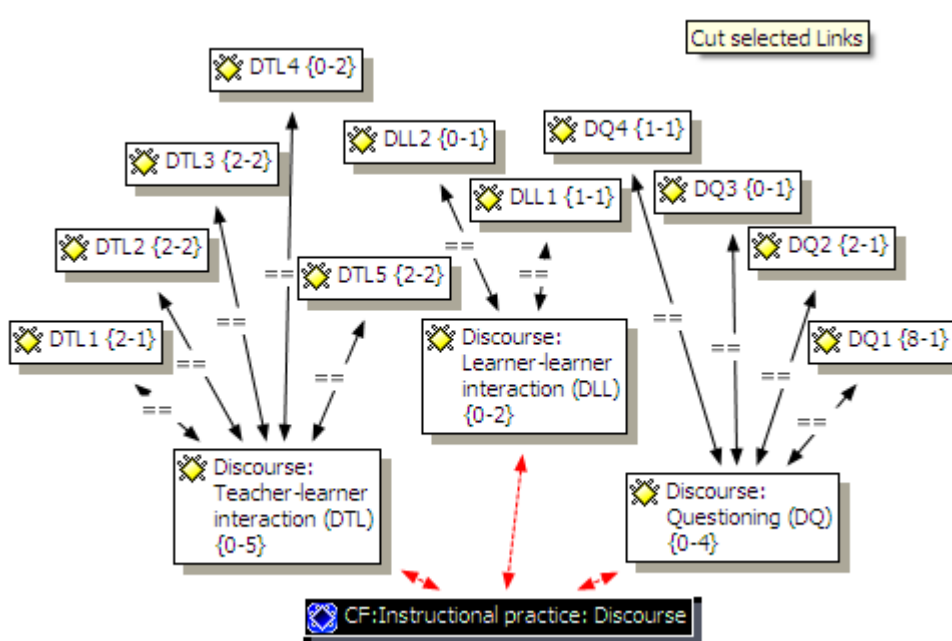 Cut selected Links
DTL4 {0-2}
DLL2 {0-1}
DQ4 {1-1}
DTL3 {2-2}
DLL1 {1-1}
DQ3 {0-1}
DTL2 {2-2}
DQ2 {2-1}
==
==
DTL5 {2-2}
==
==
==
DTL1 {2-1}
Discourse:
Learner-learner
interaction (DLL)
{0-2}
DQ1 {8-1}
==
==
==
==
==
==
Discourse:
Teacher-learner
interaction (DTL)
{0-5}
Discourse:
Questioning (DQ)
{0-4}
CF:Instructional practice: Discourse